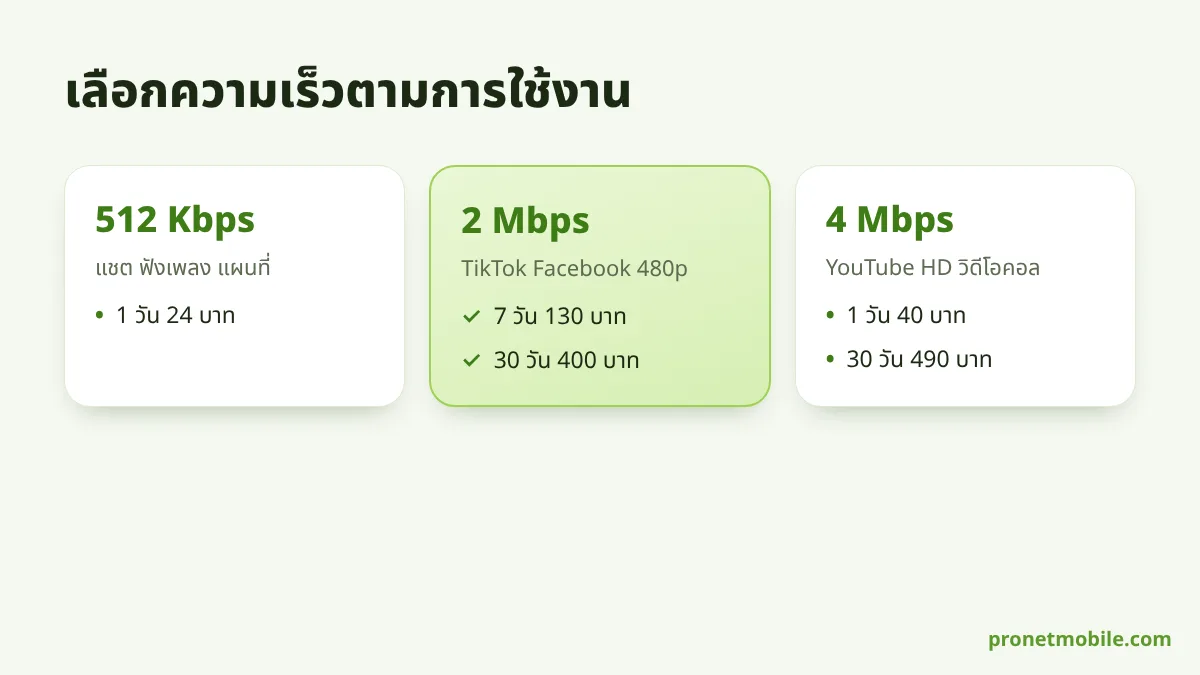 เลือกความเร็วตามการใช้งาน
512 Kbps
แชต ฟังเพลง แผนที่
• 1 วัน 24 บาท
2 Mbps
TikTok Facebook 480p
✓ 7 วัน 130 บาท
✓ 30 วัน 400 บาท
4 Mbps
YouTube HD วิดีโอคอล
• 1 วัน 40 บาท
• 30 วัน 490 บาท
pronetmobile.com